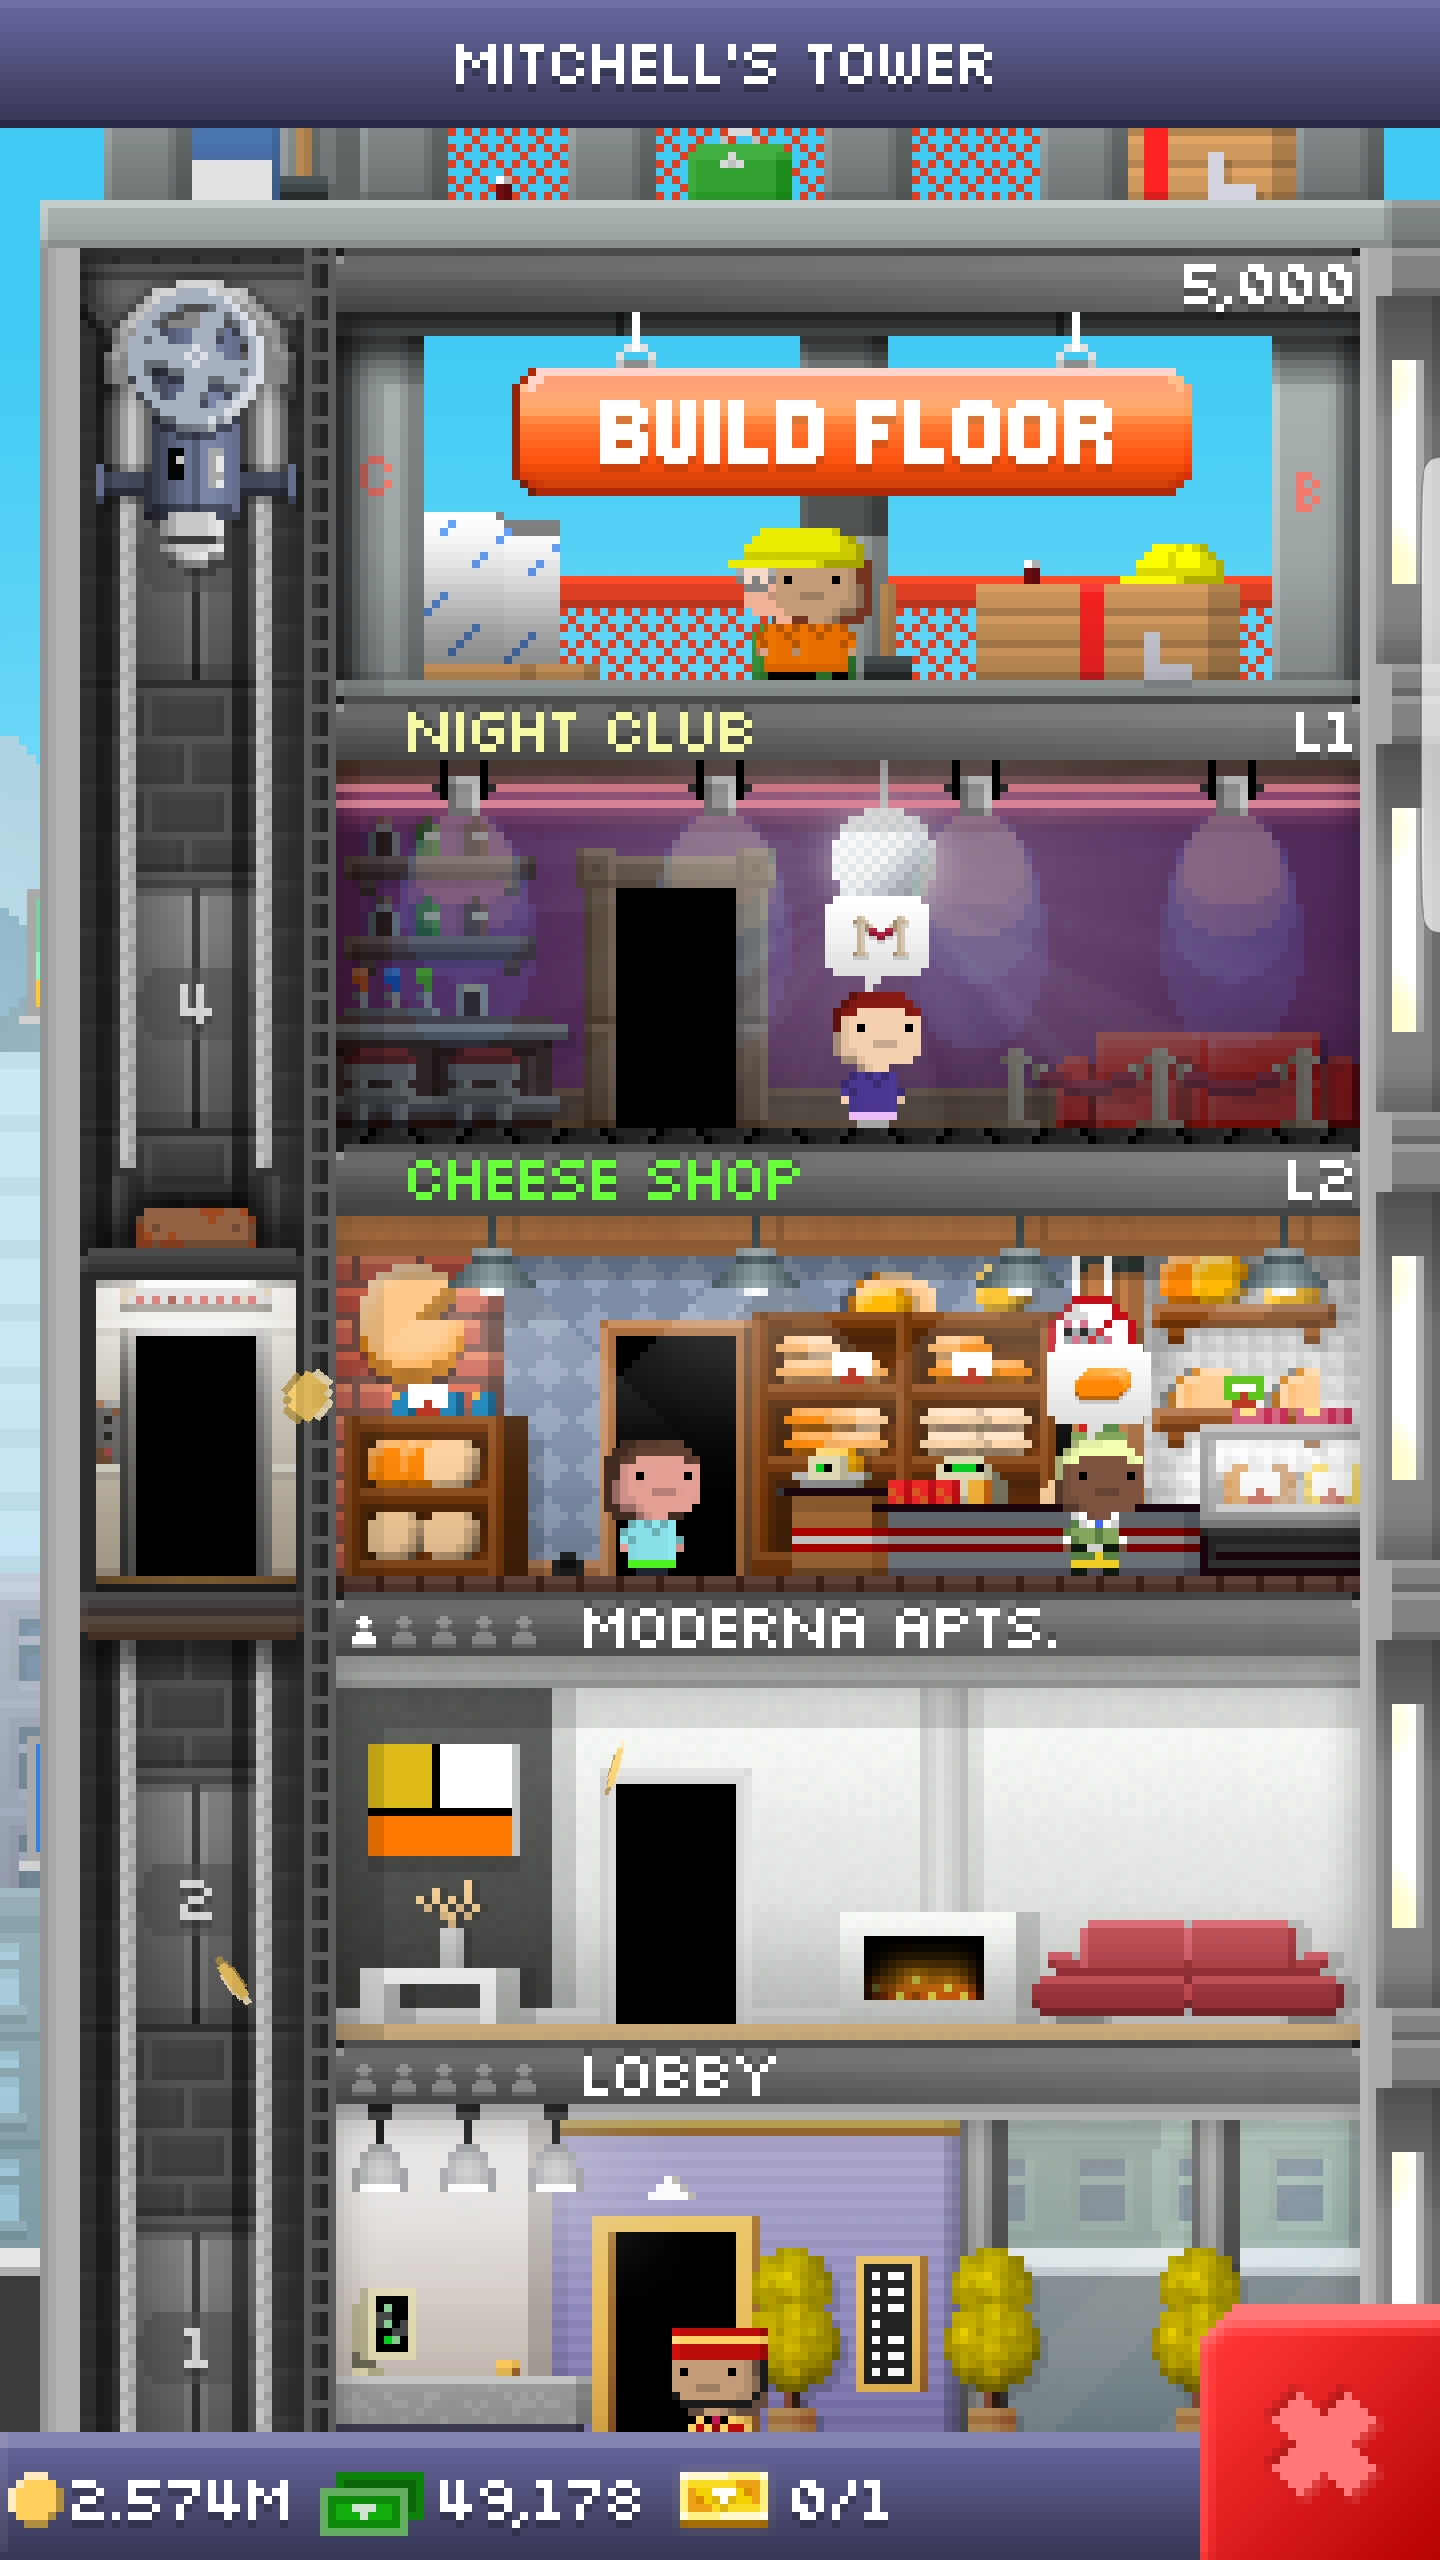 MITCHELL'S TOWER
5,000
BUILD FLOOR
C
B
NIGHT CLUB L1
4
CHEESE SHOP L2
MODERNA APTS.
2
LOBBY
1
2.574M 49,178 0/1